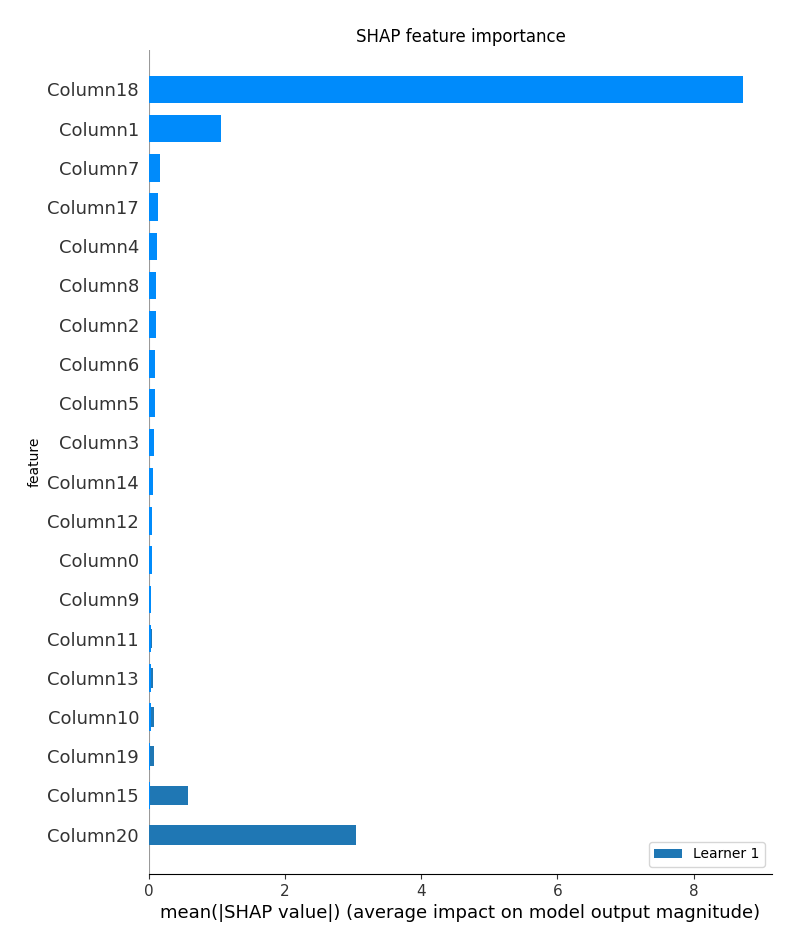 SHAP feature importance
Column18
Column1
Column7
Column17
Column4
Column8
Column2
Column6
Column5
Column3
Column14
Column12
Column0
Column9
Column11
Column13
Column10
Column19
Column15
Column20
feature
Learner 1
0 2 4 6 8
mean(|SHAP value|) (average impact on model output magnitude)